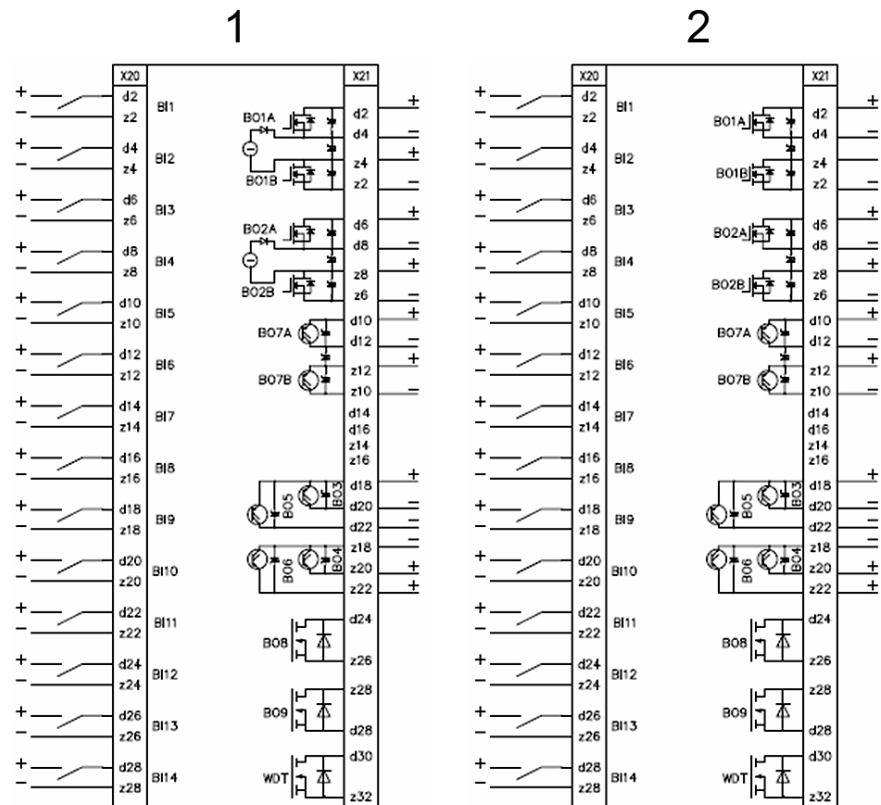 1
X20
+ d2
BI1
− z2
+ d4
BI2
− z4
+ d6
BI3
− z6
+ d8
BI4
− z8
+ d10
BI5
− z10
+ d12
BI6
− z12
+ d14
BI7
− z14
+ d16
BI8
− z16
+ d18
BI9
− z18
+ d20
BI10
− z20
+ d22
BI11
− z22
+ d24
BI12
− z24
+ d26
BI13
− z26
+ d28
BI14
− z28
X21
BO1A
d2 +
d4 −
z4 +
BO1B
z2 −
BO2A
d6 +
d8 −
z8 +
BO2B
z6 −
BO7A
d10 +
d12 −
BO7B
z12 +
z10 −
d14
d16
z14
z16
BO5
BO3
d18 +
d20 −
d22 −
BO6
BO4
z18 −
z20 +
z22 +
BO8
d24
z26
BO9
z28
d28
WDT
d30
z32
2
X20
+ d2
BI1
− z2
+ d4
BI2
− z4
+ d6
BI3
− z6
+ d8
BI4
− z8
+ d10
BI5
− z10
+ d12
BI6
− z12
+ d14
BI7
− z14
+ d16
BI8
− z16
+ d18
BI9
− z18
+ d20
BI10
− z20
+ d22
BI11
− z22
+ d24
BI12
− z24
+ d26
BI13
− z26
+ d28
BI14
− z28
X21
BO1A
d2 +
d4 −
z4 +
BO1B
z2 −
BO2A
d6 +
d8 −
z8 +
BO2B
z6 −
BO7A
d10 +
d12 −
BO7B
z12 +
z10 −
d14
d16
z14
z16
BO5
BO3
d18 +
d20 −
d22 −
BO6
BO4
z18 −
z20 +
z22 +
BO8
d24
z26
BO9
z28
d28
WDT
d30
z32